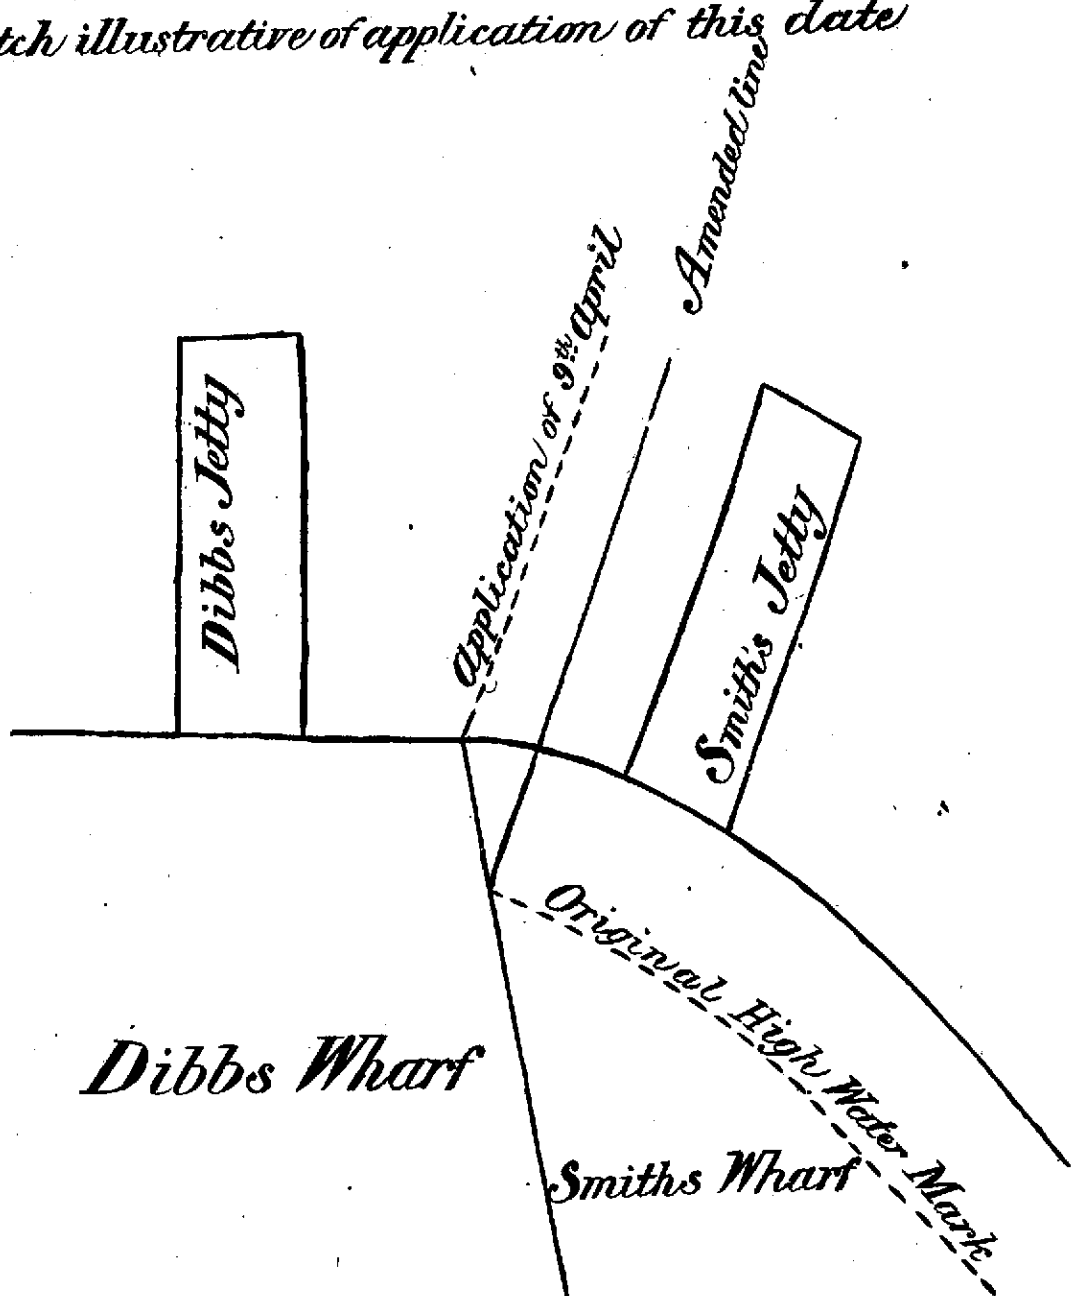 tch illustrative of application of this date
Amended line
Application of 9th april
Dibbs Jetty
Smith's Jetty
Original High Water Mark
Dibbs Wharf
Smiths Wharf